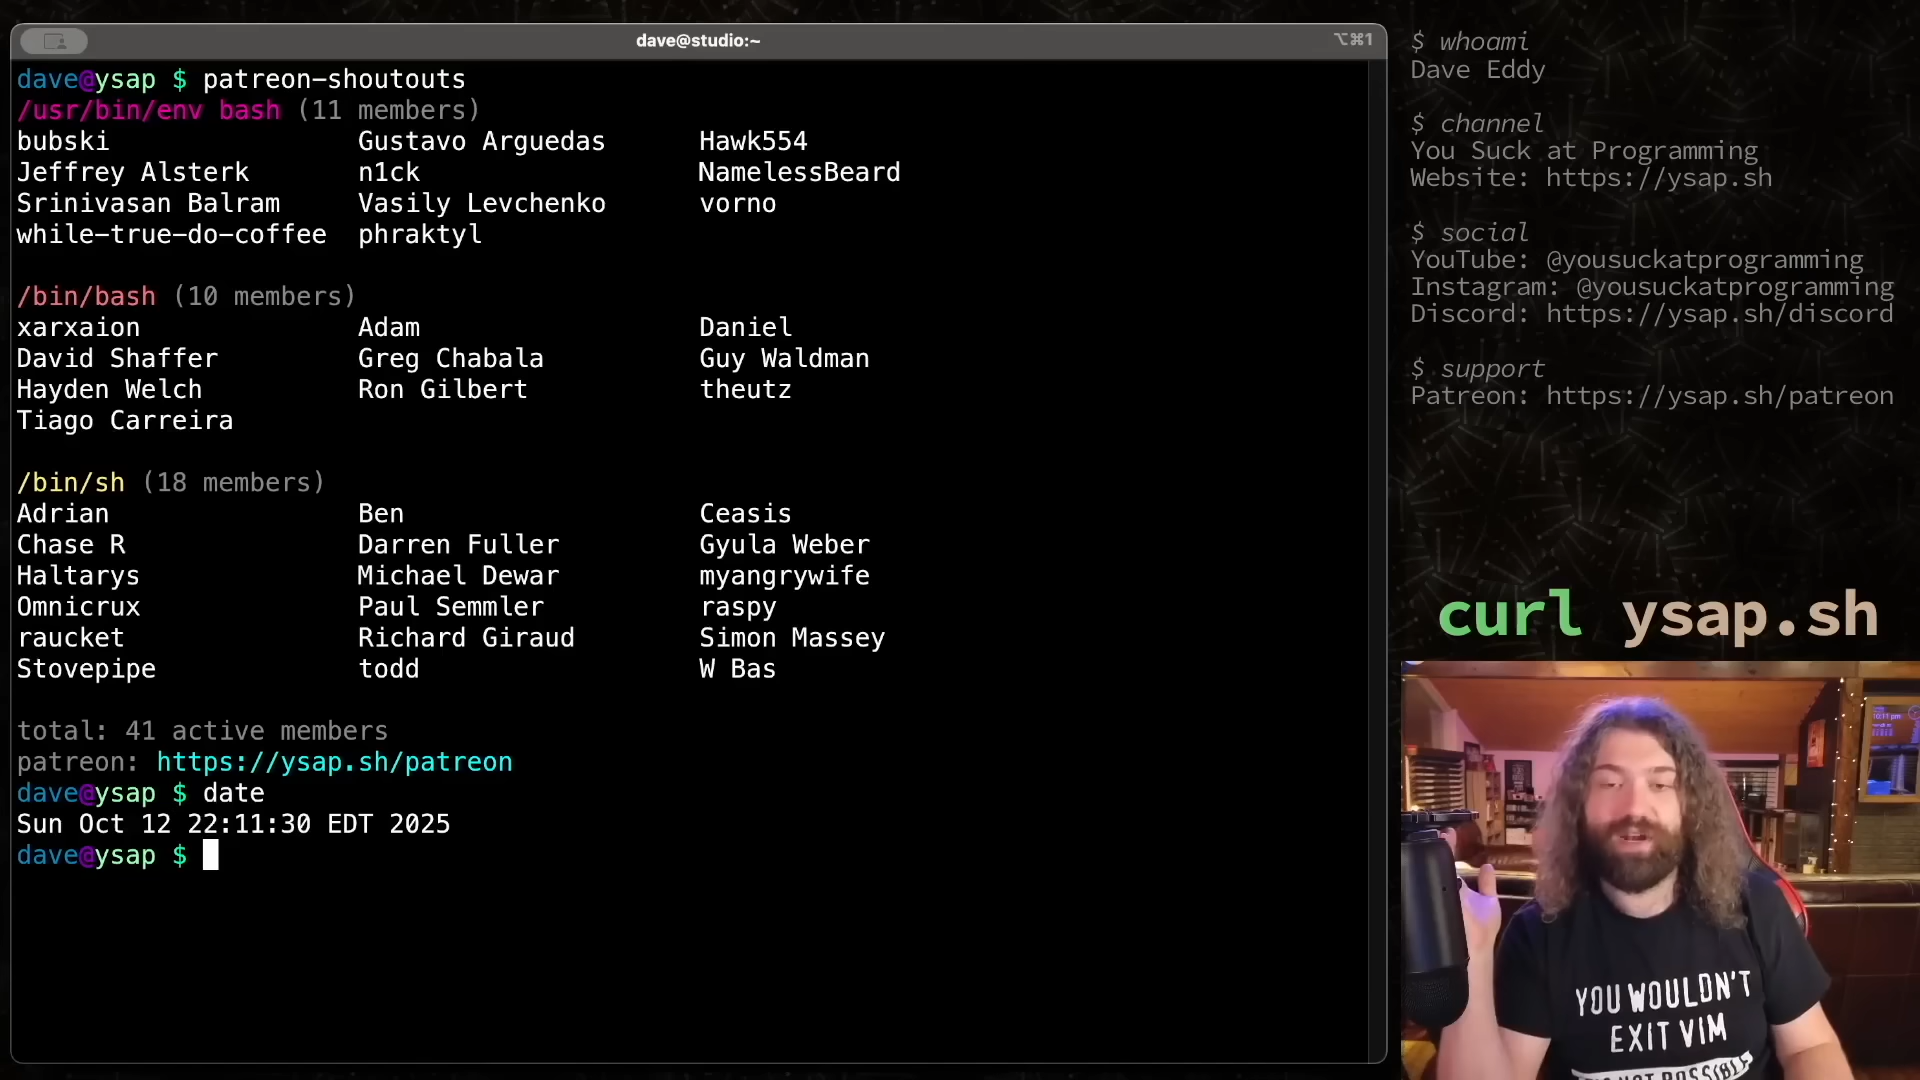 dave@studio:~
⌥⌘1
dave@ysap $ patreon-shoutouts
/usr/bin/env bash (11 members)
bubski Gustavo Arguedas Hawk554
Jeffrey Alsterk n1ck NamelessBeard
Srinivasan Balram Vasily Levchenko vorno
while-true-do-coffee phraktyl
/bin/bash (10 members)
xarxaion Adam Daniel
David Shaffer Greg Chabala Guy Waldman
Hayden Welch Ron Gilbert theutz
Tiago Carreira
/bin/sh (18 members)
Adrian Ben Ceasis
Chase R Darren Fuller Gyula Weber
Haltarys Michael Dewar myangrywife
Omnicrux Paul Semmler raspy
raucket Richard Giraud Simon Massey
Stovepipe todd W Bas
total: 41 active members
patreon: https://ysap.sh/patreon
dave@ysap $ date
Sun Oct 12 22:11:30 EDT 2025
dave@ysap $
$ whoami
Dave Eddy
$ channel
You Suck at Programming
Website: https://ysap.sh
$ social
YouTube: @yousuckatprogramming
Instagram: @yousuckatprogramming
Discord: https://ysap.sh/discord
$ support
Patreon: https://ysap.sh/patreon
curl ysap.sh
YOU WOULDN'T
EXIT VIM